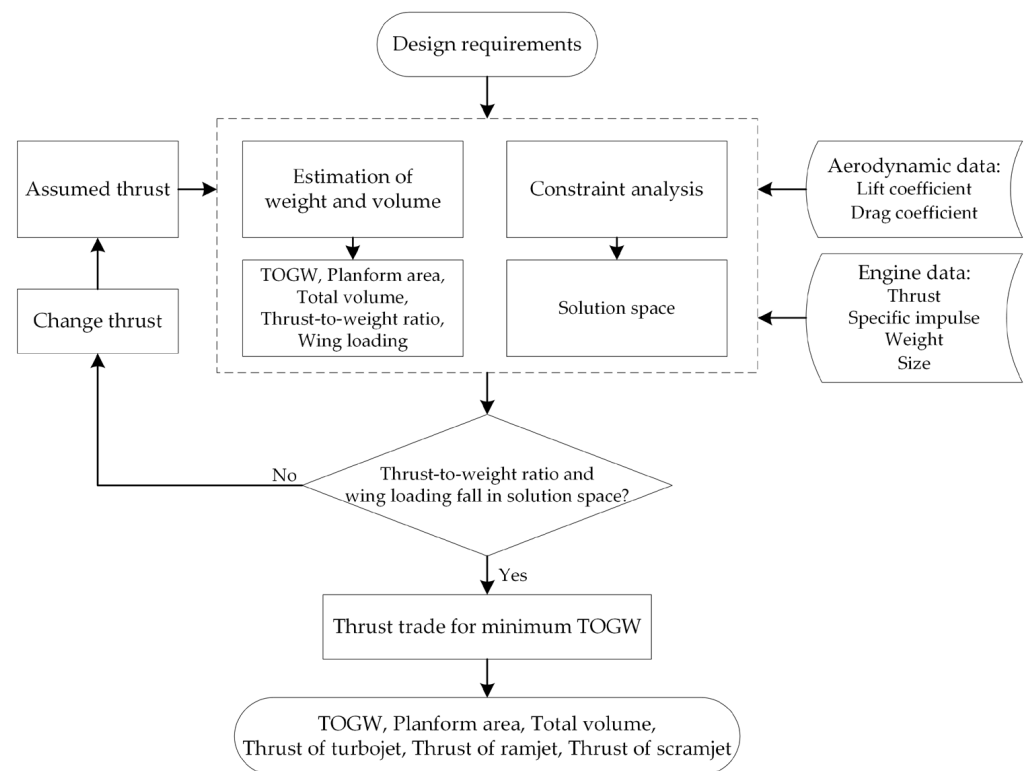 Design requirements
Assumed thrust
Change thrust
Estimation of
weight and volume
TOGW, Planform area,
Total volume,
Thrust-to-weight ratio,
Wing loading
Constraint analysis
Solution space
Aerodynamic data:
Lift coefficient
Drag coefficient
Engine data:
Thrust
Specific impulse
Weight
Size
No
Thrust-to-weight ratio and
wing loading fall in solution space?
Yes
Thrust trade for minimum TOGW
TOGW, Planform area, Total volume,
Thrust of turbojet, Thrust of ramjet, Thrust of scramjet